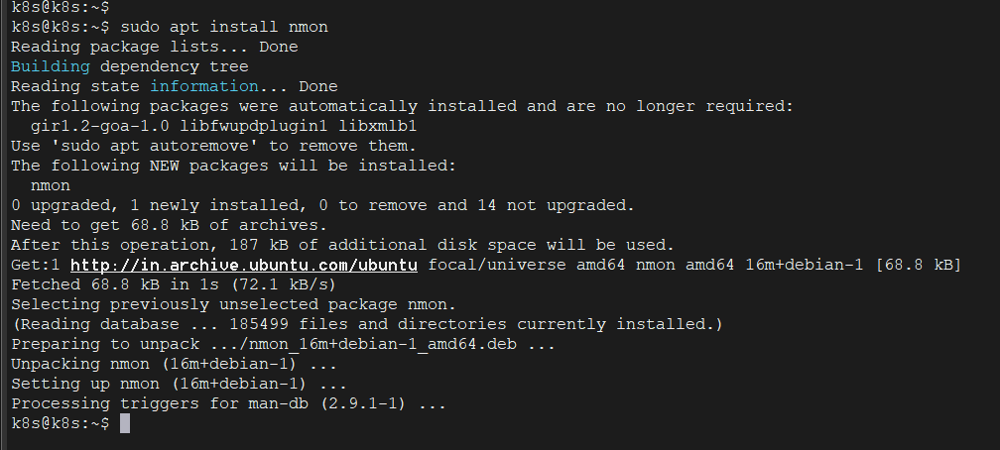 k8s@k8s:~$
k8s@k8s:~$ sudo apt install nmon
Reading package lists... Done
Building dependency tree
Reading state information... Done
The following packages were automatically installed and are no longer required:
  gir1.2-goa-1.0 libfwupdplugin1 libxmlb1
Use 'sudo apt autoremove' to remove them.
The following NEW packages will be installed:
  nmon
0 upgraded, 1 newly installed, 0 to remove and 14 not upgraded.
Need to get 68.8 kB of archives.
After this operation, 187 kB of additional disk space will be used.
Get:1 http://in.archive.ubuntu.com/ubuntu focal/universe amd64 nmon amd64 16m+debian-1 [68.8 kB]
Fetched 68.8 kB in 1s (72.1 kB/s)
Selecting previously unselected package nmon.
(Reading database ... 185499 files and directories currently installed.)
Preparing to unpack .../nmon_16m+debian-1_amd64.deb ...
Unpacking nmon (16m+debian-1) ...
Setting up nmon (16m+debian-1) ...
Processing triggers for man-db (2.9.1-1) ...
k8s@k8s:~$